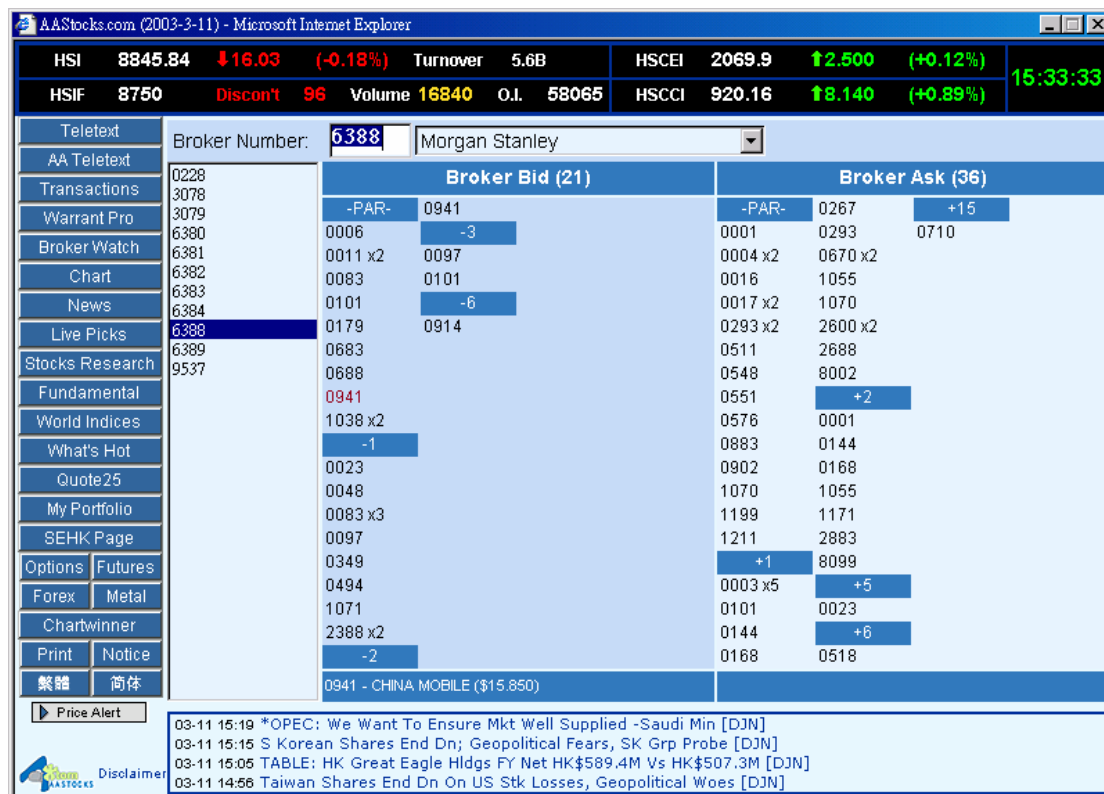 AAStocks.com (2003-3-11) - Microsoft Internet Explorer
HSI 8845.84 ⬇16.03 (-0.18%) Turnover 5.6B HSCEI 2069.9 ⬆2.500 (+0.12%)
15:33:33
HSIF 8750 Discon't 96 Volume 16840 O.I. 58065 HSCCI 920.16 ⬆8.140 (+0.89%)
Teletext
AA Teletext
Transactions
Warrant Pro
Broker Watch
Chart
News
Live Picks
Stocks Research
Fundamental
World Indices
What's Hot
Quote25
My Portfolio
SEHK Page
Options Futures
Forex Metal
Chartwinner
Print Notice
繁體 简体
Price Alert
Broker Number: 6388 Morgan Stanley
0228
3078
3079
6380
6381
6382
6383
6384
6388
6389
9537
Broker Bid (21)
-PAR- 0941
0006 -3
0011 x2 0097
0083 0101
0101 -6
0179 0914
0683
0688
0941
1038 x2
-1
0023
0048
0083 x3
0097
0349
0494
1071
2388 x2
-2
0941 - CHINA MOBILE ($15.850)
Broker Ask (36)
-PAR- 0267 +15
0001 0293 0710
0004 x2 0670 x2
0016 1055
0017 x2 1070
0293 x2 2600 x2
0511 2688
0548 8002
0551 +2
0576 0001
0883 0144
0902 0168
1070 1055
1199 1171
1211 2883
+1 8099
0003 x5 +5
0101 0023
0144 +6
0168 0518
03-11 15:19 *OPEC: We Want To Ensure Mkt Well Supplied -Saudi Min [DJN]
03-11 15:15 S Korean Shares End Dn; Geopolitical Fears, SK Grp Probe [DJN]
03-11 15:05 TABLE: HK Great Eagle Hldgs FY Net HK$589.4M Vs HK$507.3M [DJN]
03-11 14:56 Taiwan Shares End Dn On US Stk Losses, Geopolitical Woes [DJN]
AASTOCKS
Disclaimer